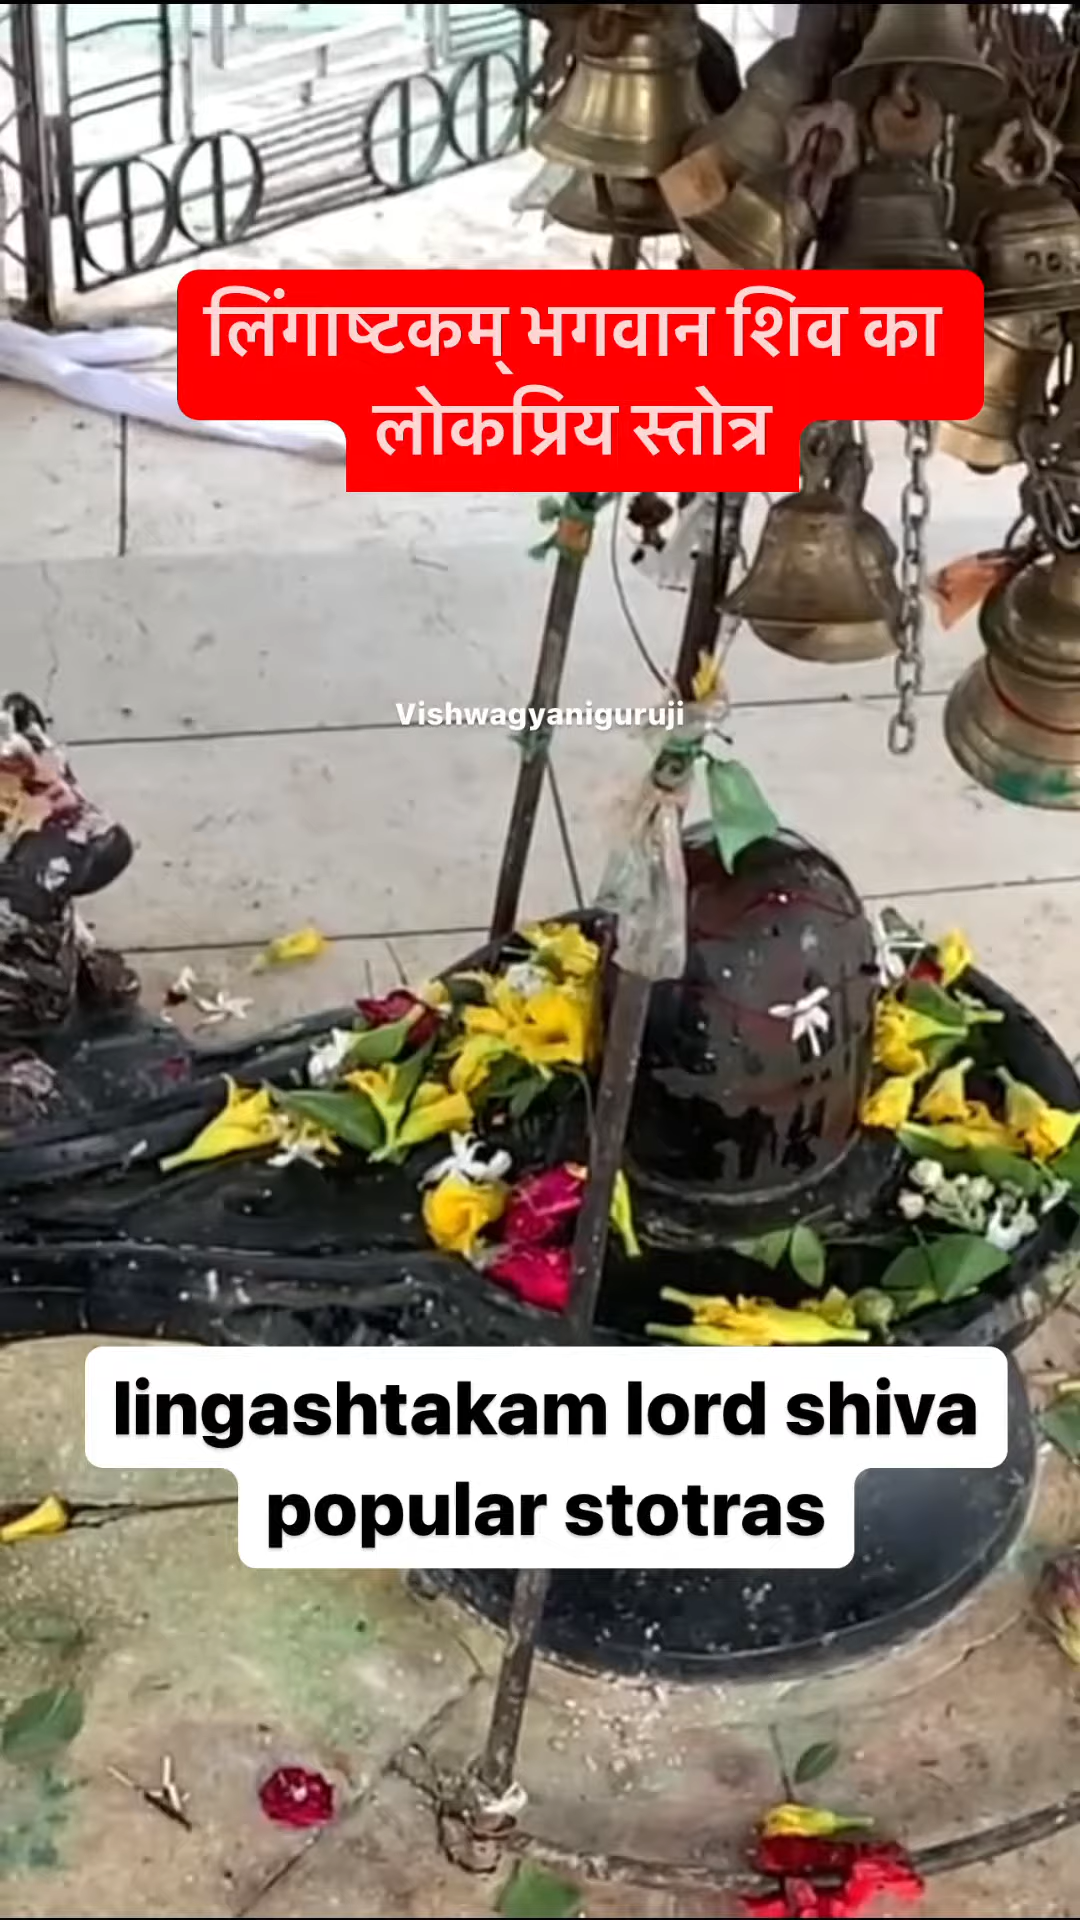 लिंगाष्टकम् भगवान शिव का
लोकप्रिय स्तोत्र
Vishwagyaniguruji
lingashtakam lord shiva
popular stotras